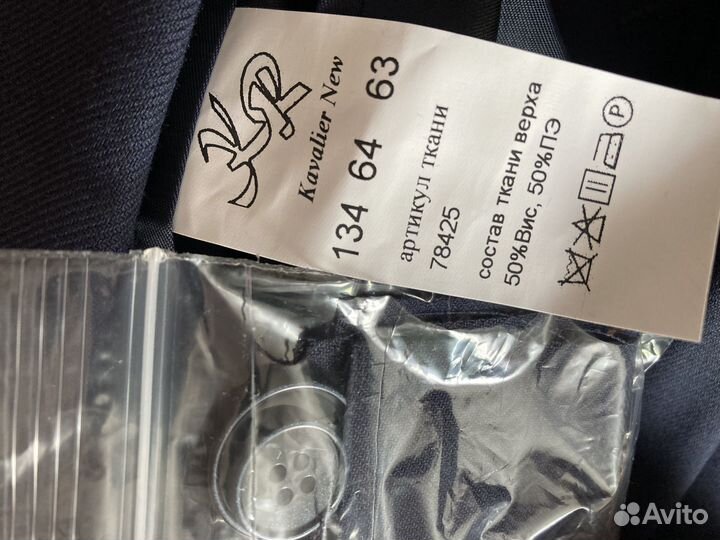 Kavalier New
134 64 63
артикул ткани
78425
состав ткани верха
50%Вис, 50%ПЭ
P
Avito